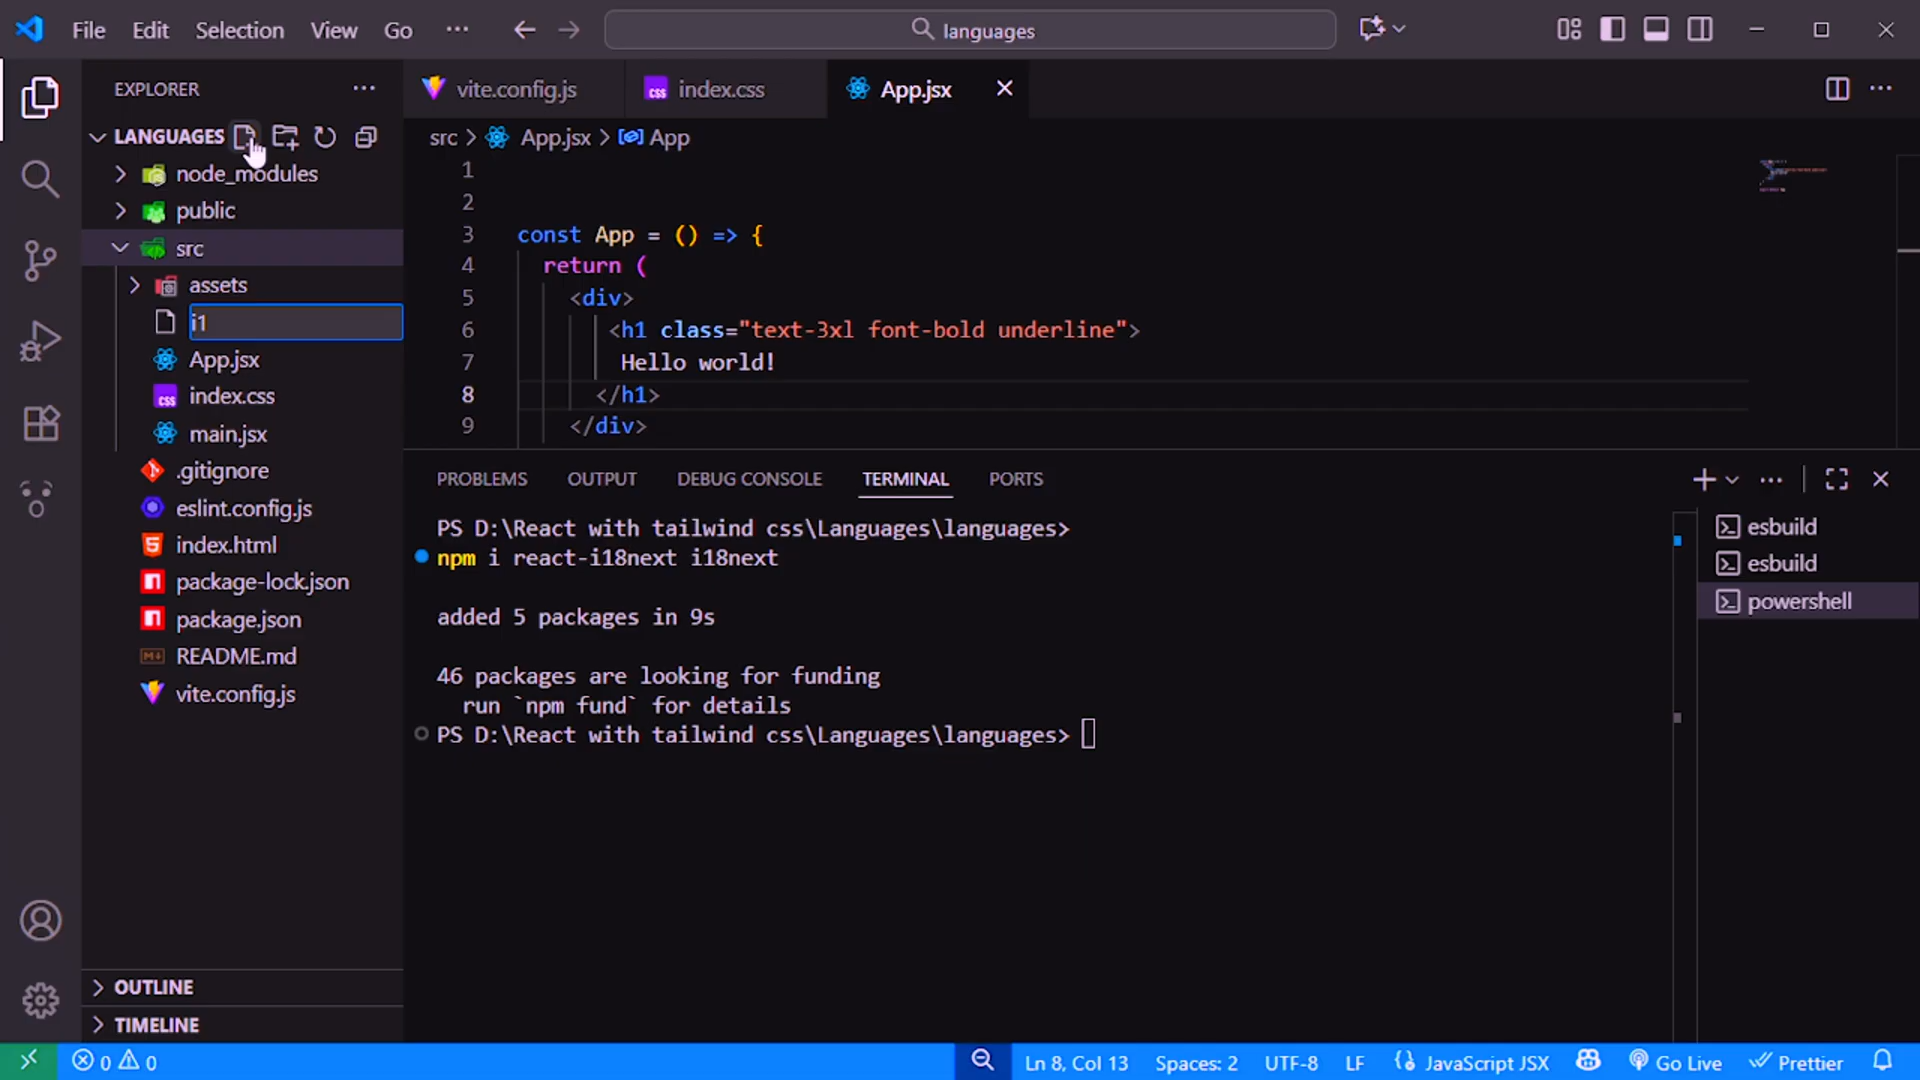 File Edit Selection View Go ··· languages
EXPLORER ···
LANGUAGES
node_modules
public
src
assets
i1
App.jsx
index.css
main.jsx
.gitignore
eslint.config.js
index.html
package-lock.json
package.json
README.md
vite.config.js
OUTLINE
TIMELINE
vite.config.js index.css App.jsx
src > App.jsx > App
1
2
3 const App = () => {
4 return (
5 <div>
6 <h1 class="text-3xl font-bold underline">
7 Hello world!
8 </h1>
9 </div>
PROBLEMS OUTPUT DEBUG CONSOLE TERMINAL PORTS
PS D:\React with tailwind css\Languages\languages>
npm i react-i18next i18next
added 5 packages in 9s
46 packages are looking for funding
run `npm fund` for details
PS D:\React with tailwind css\Languages\languages>
esbuild
esbuild
powershell
0 0 Ln 8, Col 13 Spaces: 2 UTF-8 LF JavaScript JSX Go Live Prettier